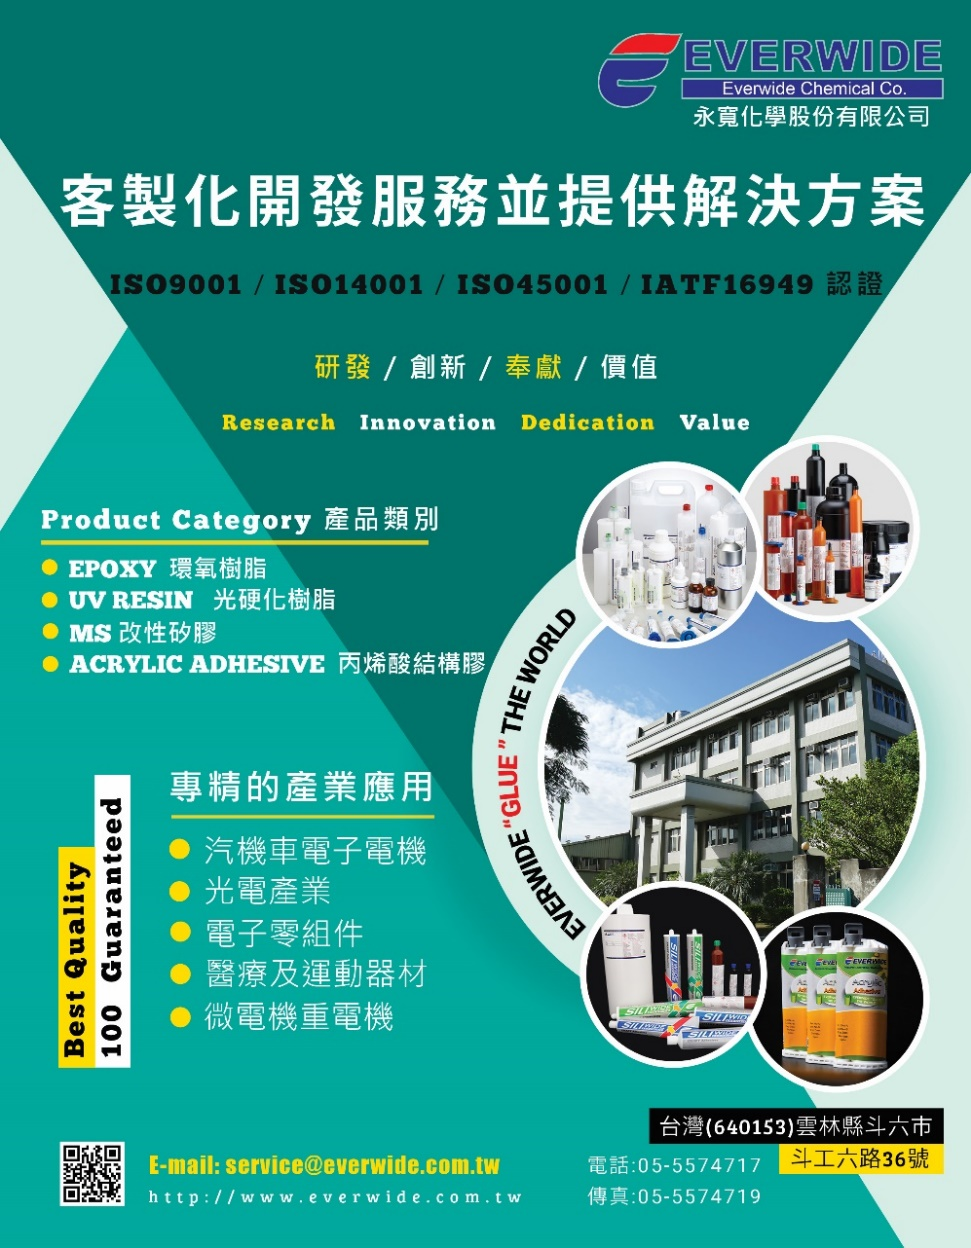 EVERWIDE
Everwide Chemical Co.
永寬化學股份有限公司
客製化開發服務並提供解決方案
ISO9001 / ISO14001 / ISO45001 / IATF16949 認證
研發 / 創新 / 奉獻 / 價值
Research Innovation Dedication Value
Product Category 產品類別
EPOXY 環氧樹脂
UV RESIN 光硬化樹脂
MS 改性矽膠
ACRYLIC ADHESIVE 丙烯酸結構膠
EVERWIDE "GLUE" THE WORLD
專精的產業應用
汽機車電子電機
光電產業
電子零組件
醫療及運動器材
微電機重電機
Best Quality
100 Guaranteed
EVERWIDE
台灣(640153)雲林縣斗六市
斗工六路36號
E-mail: service@everwide.com.tw
http://www.everwide.com.tw
電話:05-5574717
傳真:05-5574719